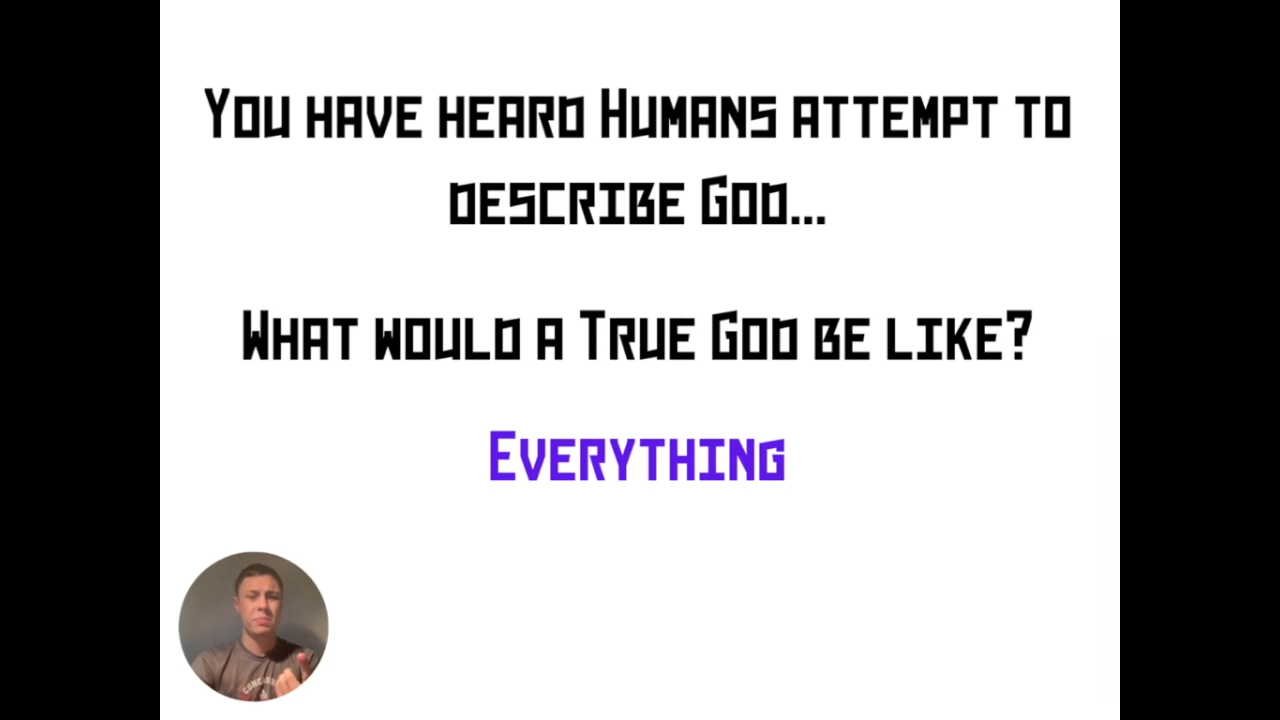 You have heard Humans attempt to
describe God...
What would a True God be like?
Everything